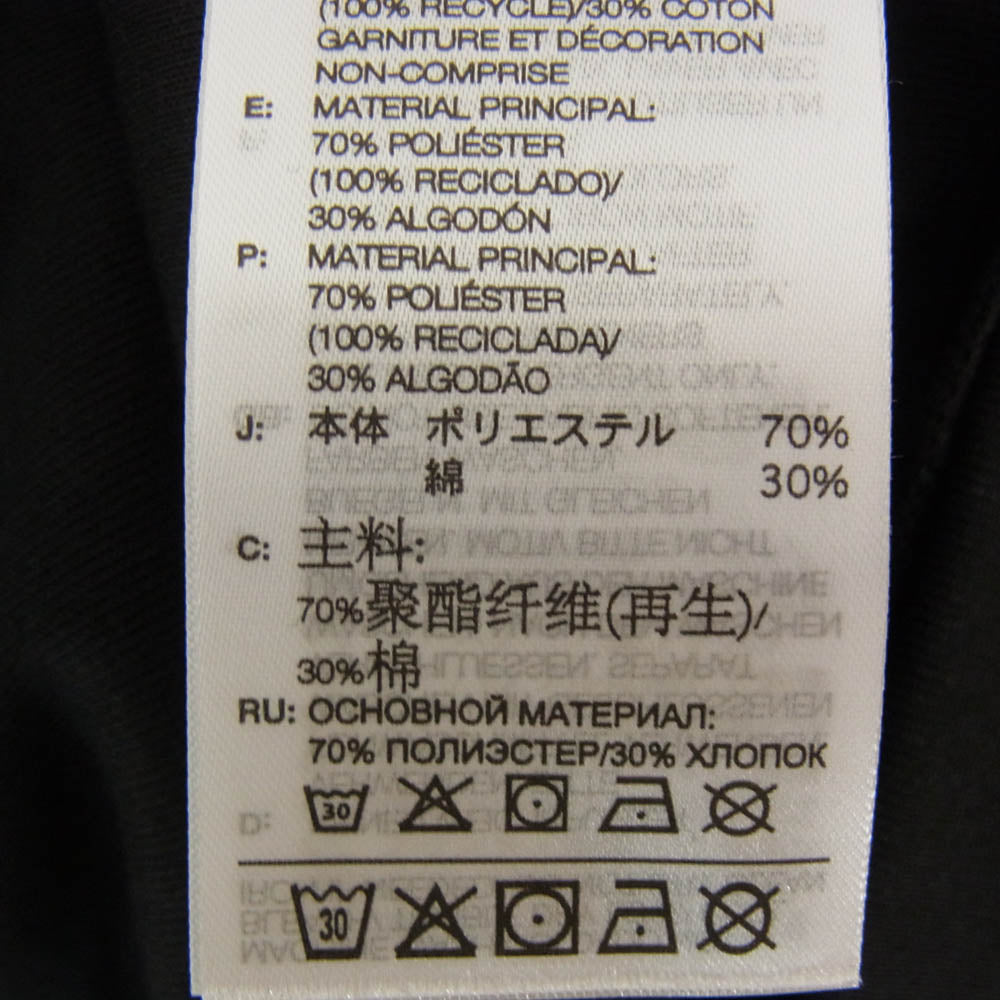 (100% RECYCLE)/30% COTON
GARNITURE ET DÉCORATION
NON-COMPRISE
E: MATERIAL PRINCIPAL:
70% POLIÉSTER
(100% RECICLADO)/
30% ALGODÓN
P: MATERIAL PRINCIPAL:
70% POLIÉSTER
(100% RECICLADA)/
30% ALGODÃO
J: 本体 ポリエステル 70%
綿 30%
C: 主料:
70%聚酯纤维(再生)/
30%棉
RU: ОСНОВНОЙ МАТЕРИАЛ:
70% ПОЛИЭСТЕР/30% ХЛОПОК
30
30